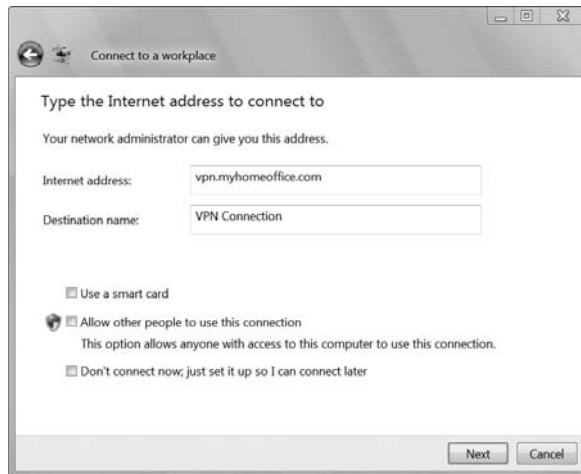 Connect to a workplace
Type the Internet address to connect to
Your network administrator can give you this address.
Internet address: vpn.myhomeoffice.com
Destination name: VPN Connection
Use a smart card
Allow other people to use this connection
This option allows anyone with access to this computer to use this connection.
Don't connect now; just set it up so I can connect later
Next Cancel